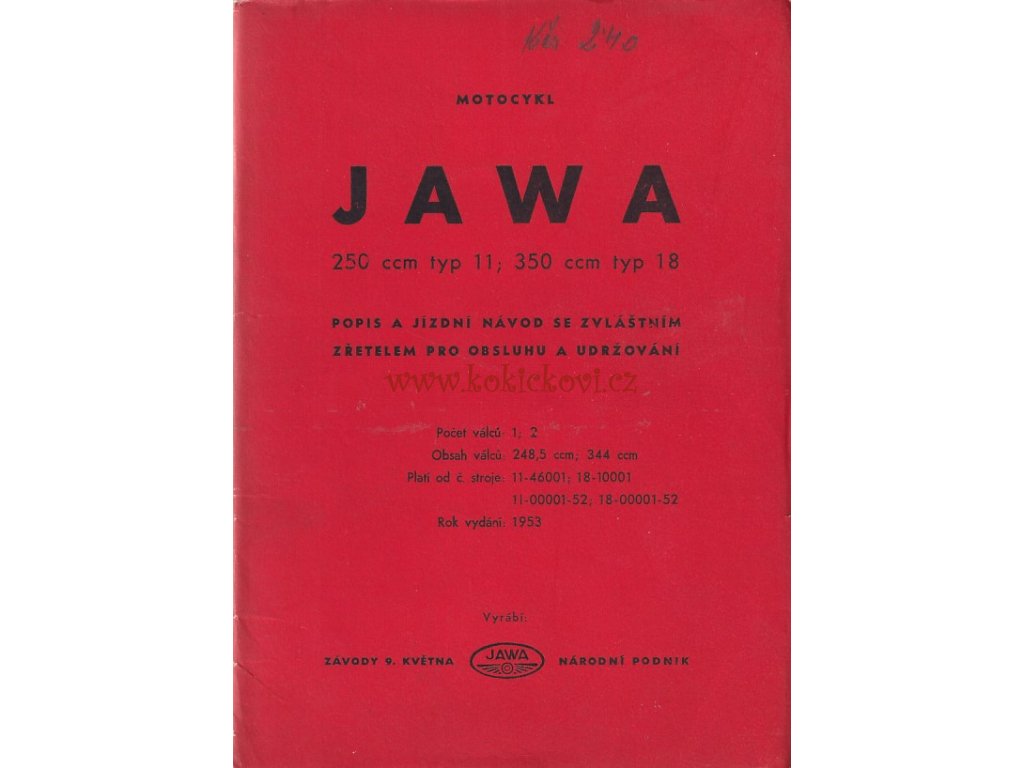 Kčs 240
MOTOCYKL
JAWA
250 ccm typ 11; 350 ccm typ 18
POPIS A JÍZDNÍ NÁVOD SE ZVLÁŠTNÍM
ZŘETELEM PRO OBSLUHU A UDRŽOVÁNÍ
www.kokickovi.cz
Počet válců: 1; 2
Obsah válců: 248,5 ccm; 344 ccm
Platí od č. stroje: 11-46001; 18-10001
11-00001-52; 18-00001-52
Rok vydání: 1953
Vyrábí:
ZÁVODY 9. KVĚTNA JAWA NÁRODNÍ PODNIK